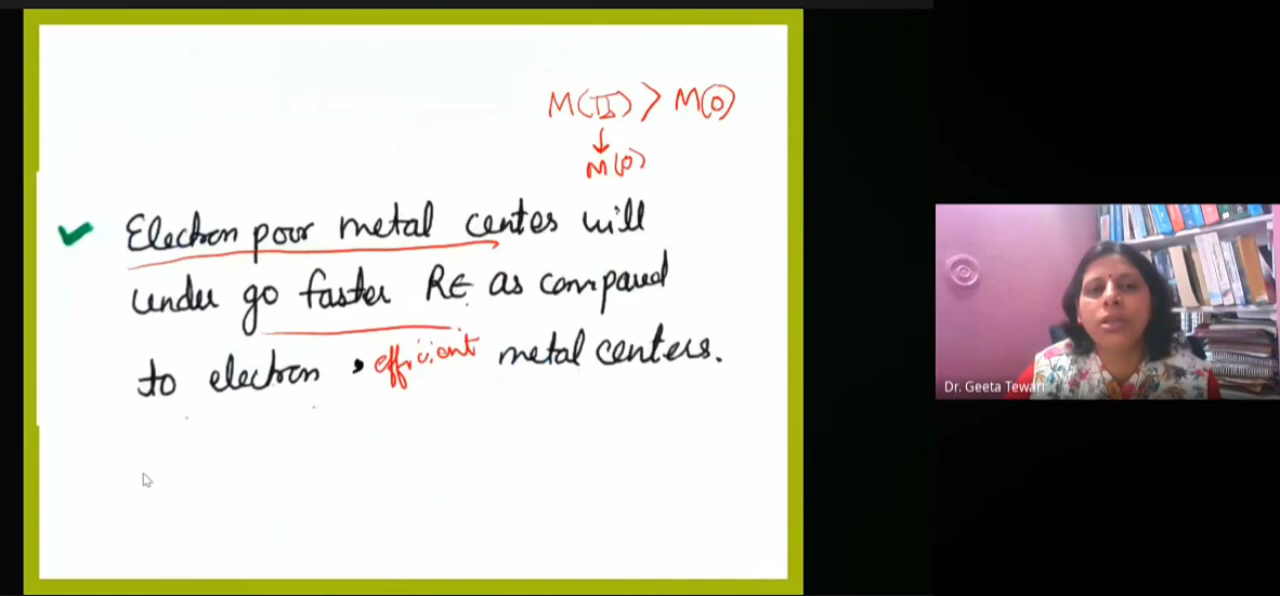 M(II) > M(0)
↓
M(0)
✓ Electron poor metal centes will
under go faster RE as compared
to electron efficient metal centers.
Dr. Geeta Tewari